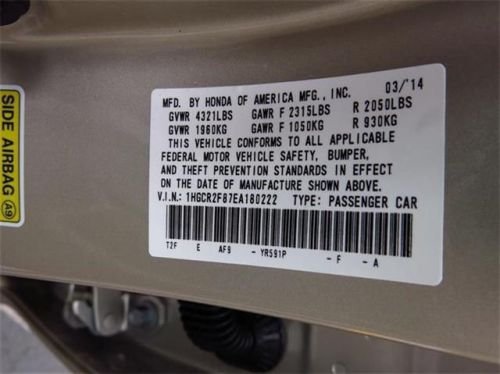 SIDE AIRBAG A9
03/'14
MFD. BY HONDA OF AMERICA MFG., INC.
GVWR 4321LBS GAWR F 2315LBS R 2050LBS
GVWR 1960KG GAWR F 1050KG R 930KG
THIS VEHICLE CONFORMS TO ALL APPLICABLE
FEDERAL MOTOR VEHICLE SAFETY, BUMPER,
AND THEFT PREVENTION STANDARDS IN EFFECT
ON THE DATE OF MANUFACTURE SHOWN ABOVE.
V.I.N.: 1HGCR2F87EA180222 TYPE: PASSENGER CAR
T2F E AF9 - YR591P - F - A